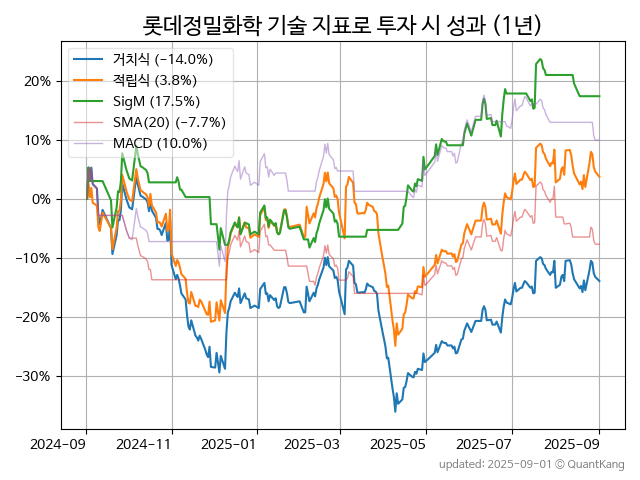 롯데정밀화학 기술 지표로 투자 시 성과 (1년)
거치식 (−14.0%)
적립식 (3.8%)
SigM (17.5%)
SMA(20) (−7.7%)
MACD (10.0%)
20%
10%
0%
−10%
−20%
−30%
2024-09 2024-11 2025-01 2025-03 2025-05 2025-07 2025-09
updated: 2025-09-01 © QuantKang